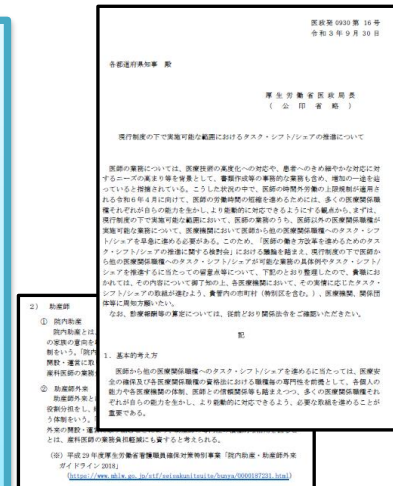 医政発 0930 第 16 号
令和 3 年 9 月 30 日
各都道府県知事 殿
厚 生 労 働 省 医 政 局 長
（ 公 印 省 略 ）
現行制度の下で実施可能な範囲におけるタスク・シフト/シェアの推進について
医師の業務については、医療技術の高度化への対応や、患者へのきめ細やかな対応に対
するニーズの高まり等を背景として、書類作成等の事務的な業務も含め、増加の一途を辿
っていると指摘されている。こうした状況の中で、医師の時間外労働の上限規制が適用さ
れる令和６年４月に向けて、医師の労働時間の短縮を進めるためには、多くの医療関係職
種それぞれが自らの能力を生かし、より能動的に対応できるようにする観点から、まずは、
現行制度の下で実施可能な範囲において、医師の業務のうち、医師以外の医療関係職種が
実施可能な業務について、医療機関において医師から他の医療関係職種へのタスク・シフ
ト/シェアを早急に進める必要がある。このため、「医師の働き方改革を進めるためのタス
ク・シフト/シェアの推進に関する検討会」における議論を踏まえ、現行制度の下で医師か
ら他の医療関係職種へのタスク・シフト/シェアが可能な業務の具体例やタスク・シフト/
シェアを推進するに当たっての留意点等について、下記のとおり整理したので、貴職にお
かれては、その内容について御了知の上、各医療機関において、その実情に応じたタスク・
シフト/シェアの取組が進むよう、貴管内の市町村（特別区を含む。）、医療機関、関係団
体等に周知方願いたい。
なお、診療報酬等の算定については、従前どおり関係法令をご確認いただきたい。
記
１．基本的考え方
医師から他の医療関係職種へのタスク・シフト/シェアを進めるに当たっては、医療安
全の確保及び各医療関係職種の資格法における職種毎の専門性を前提として、各個人の
能力や各医療機関の体制、医師との信頼関係等も踏まえつつ、多くの医療関係職種それ
ぞれが自らの能力を生かし、より能動的に対応できるよう、必要な取組を進めることが
重要である。
２） 助産師
① 院内助産
院内助産とは、
の家族の意向を
制をいう。「院内
開設・運営に取
産科医師の業務
② 助産師外来
助産師外来と
役割分担をし、
う体制をいう。
外来の開設・運
とは、産科医師の業務負担軽減にも資すると考えられる。
（※）平成 29 年度厚生労働省看護職員確保対策特別事業「院内助産・助産師外来
ガイドライン 2018」